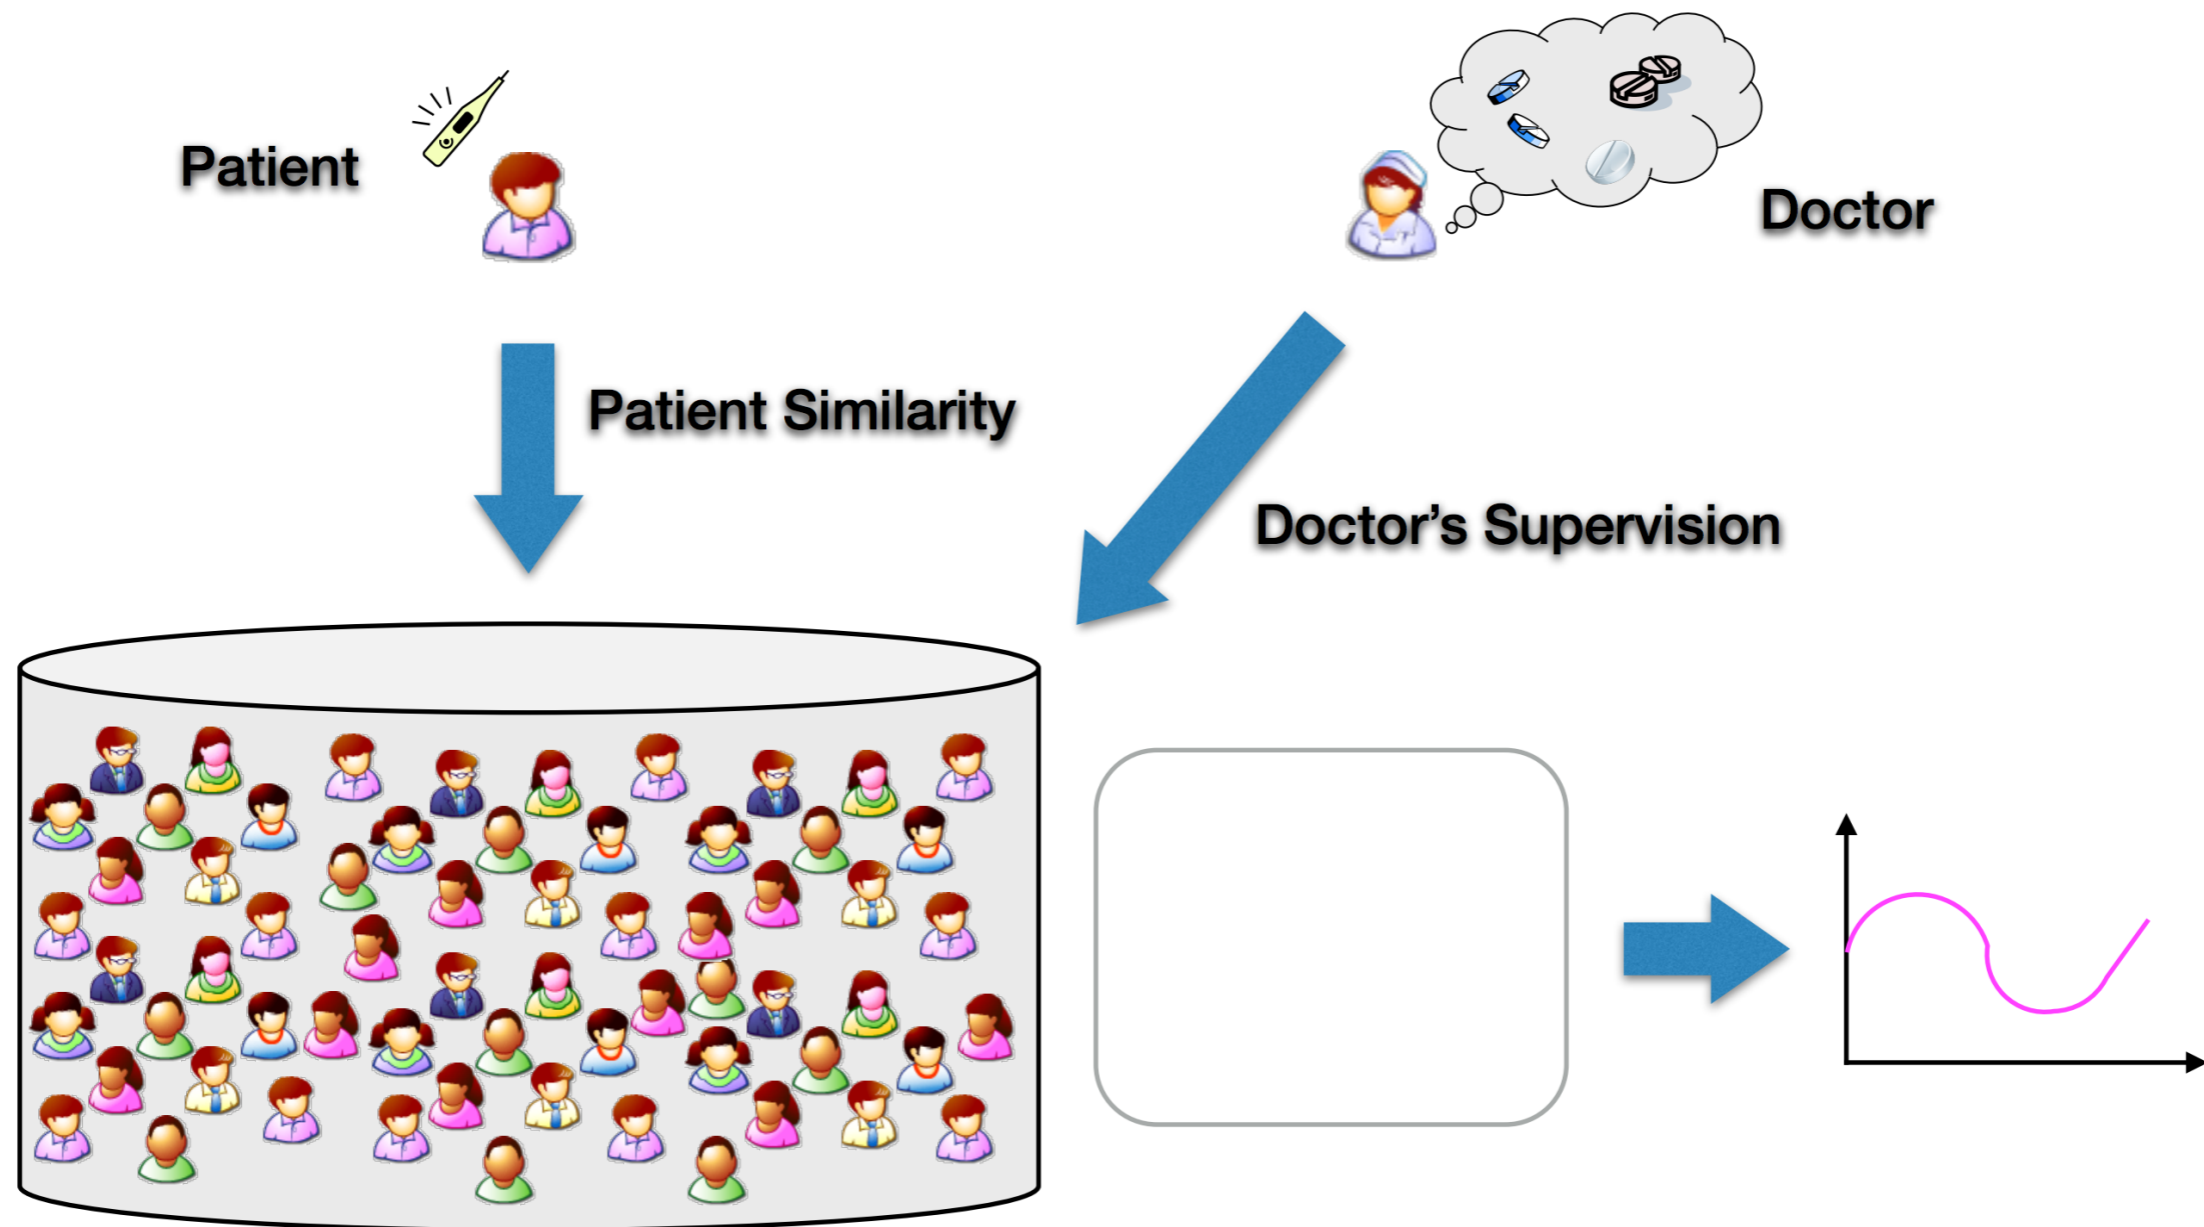 Patient
Doctor
Patient Similarity
Doctor’s Supervision